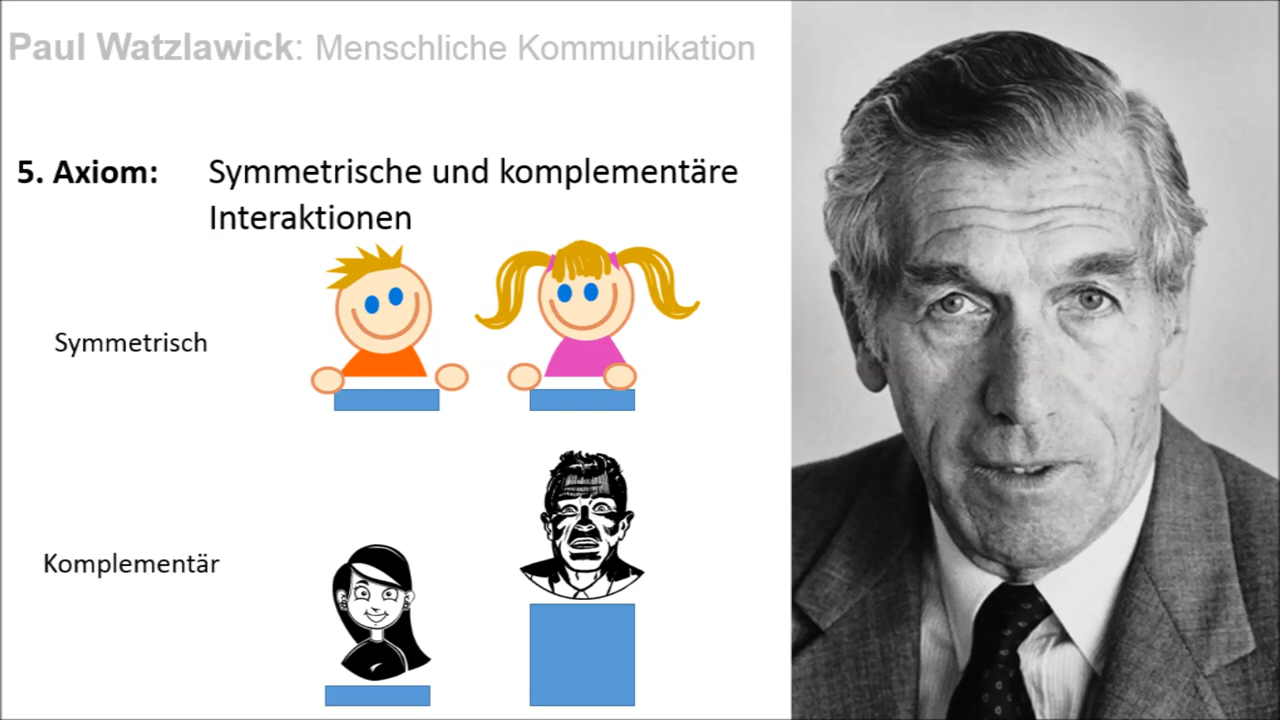 Paul Watzlawick: Menschliche Kommunikation
5. Axiom: Symmetrische und komplementäre
Interaktionen
Symmetrisch
Komplementär